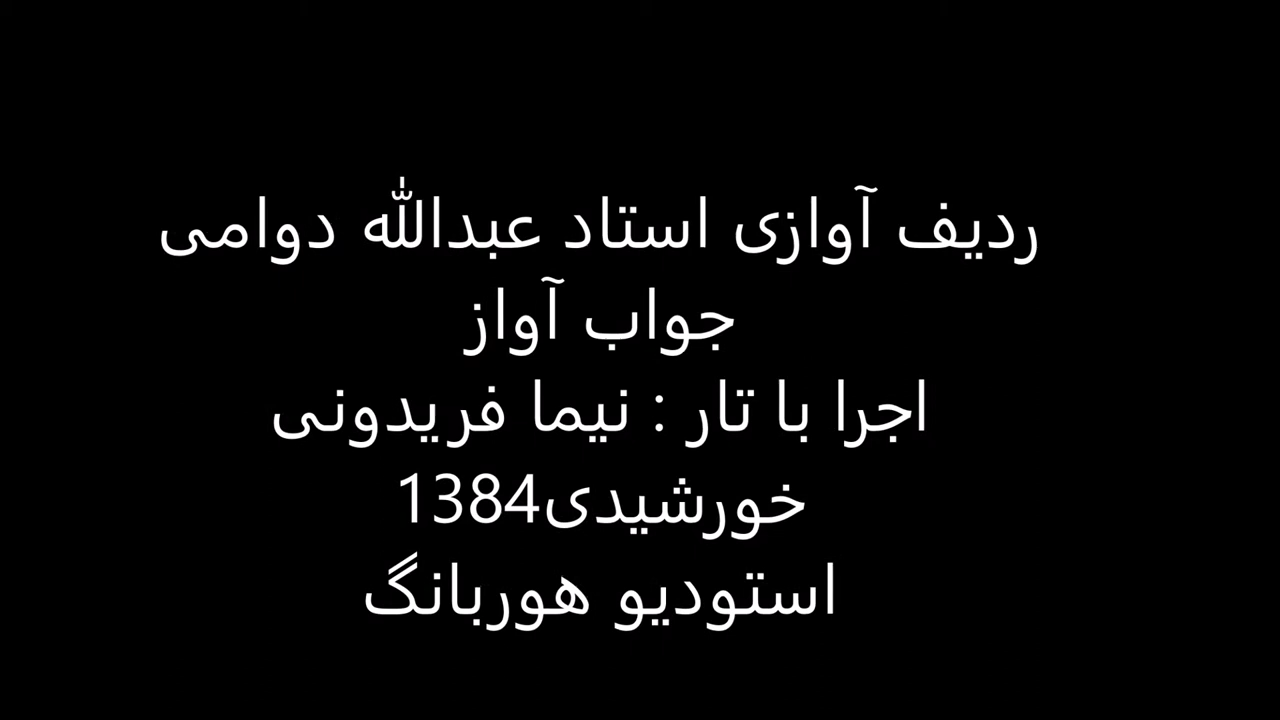 ردیف آوازی استاد عبدالله دوامی
جواب آواز
اجرا با تار : نیما فریدونی
خورشیدی1384
استودیو هوربانگ